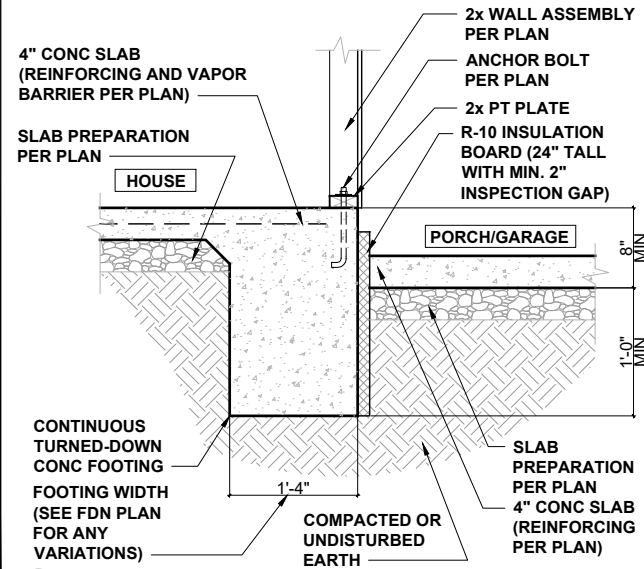 2x WALL ASSEMBLY
PER PLAN
4" CONC SLAB
(REINFORCING AND VAPOR
BARRIER PER PLAN)
ANCHOR BOLT
PER PLAN
2x PT PLATE
SLAB PREPARATION
PER PLAN
R-10 INSULATION
BOARD (24" TALL
WITH MIN. 2"
INSPECTION GAP)
HOUSE
PORCH/GARAGE
8"
MIN
1'-0"
MIN
CONTINUOUS
TURNED-DOWN
CONC FOOTING
FOOTING WIDTH
(SEE FDN PLAN
FOR ANY
VARIATIONS)
1'-4"
COMPACTED OR
UNDISTURBED
EARTH
SLAB
PREPARATION
PER PLAN
4" CONC SLAB
(REINFORCING
PER PLAN)